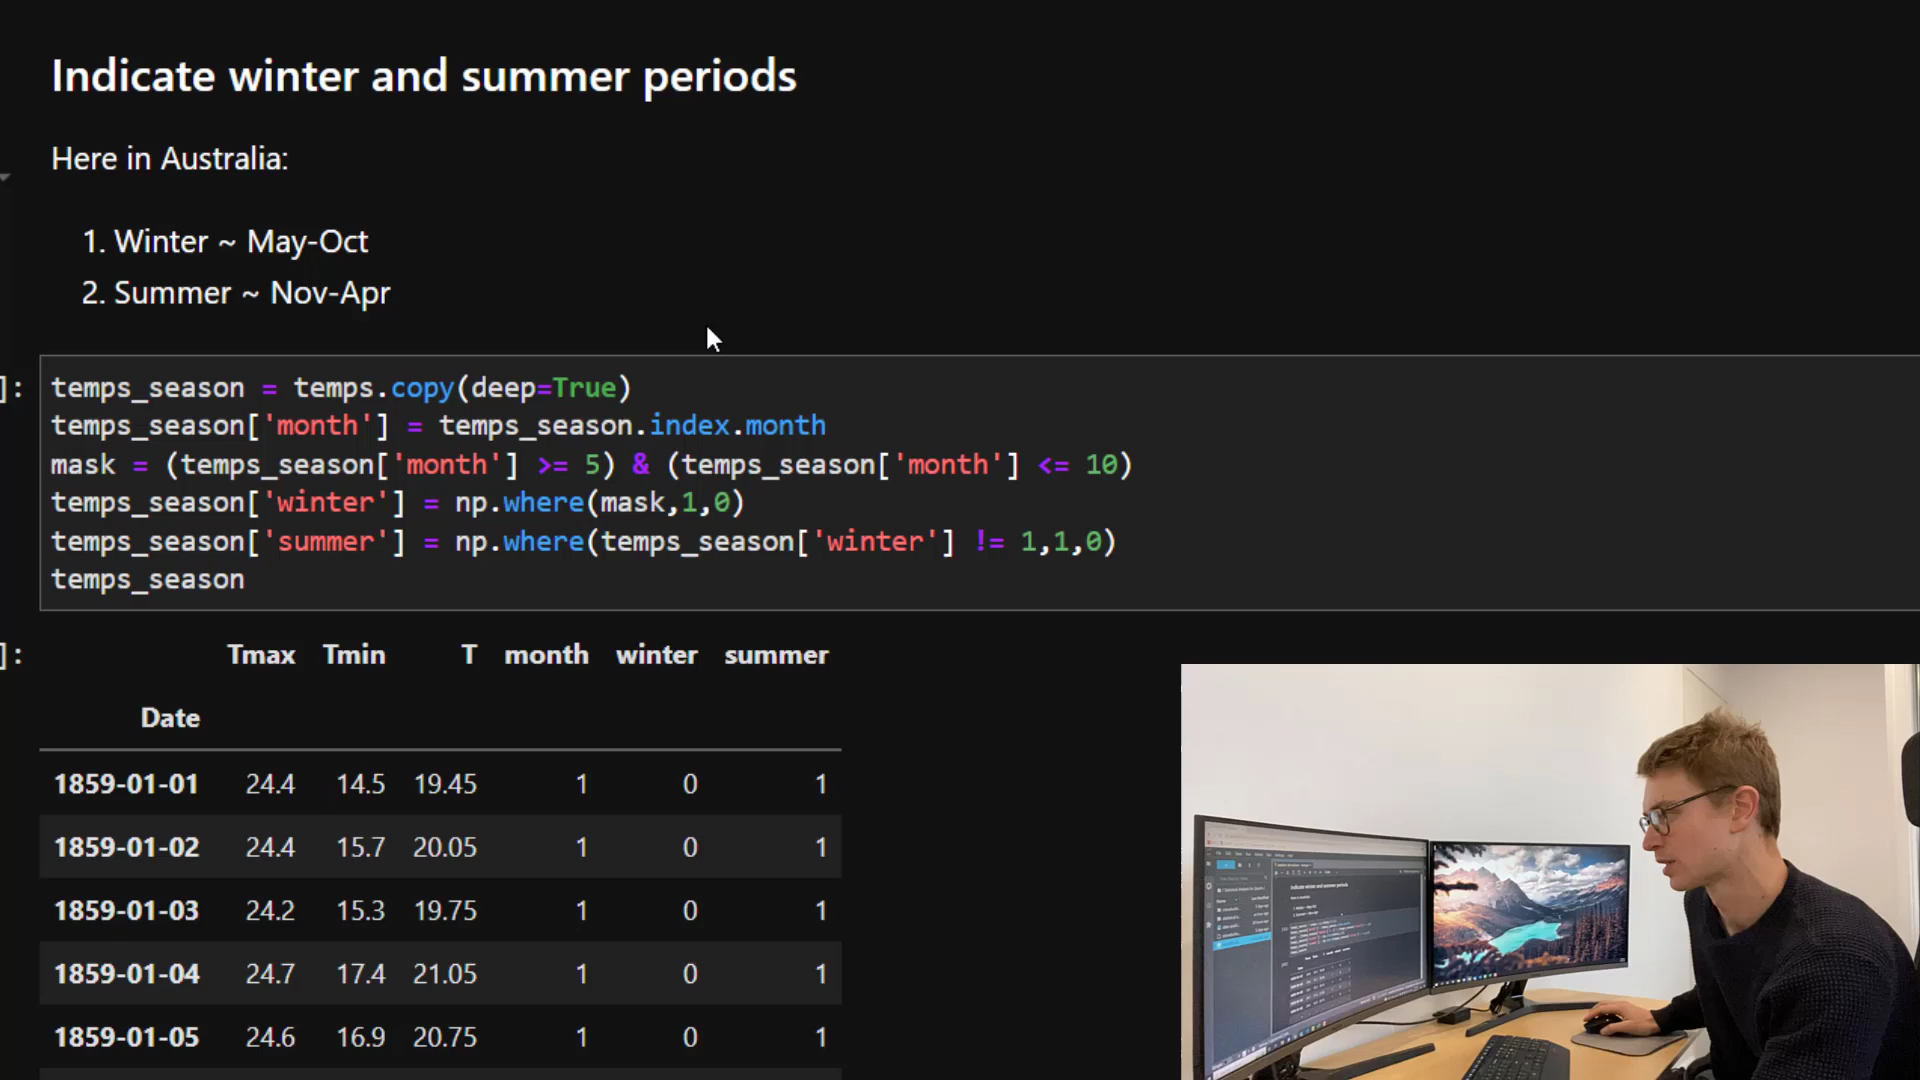 Indicate winter and summer periods
Here in Australia:
1. Winter ~ May-Oct
2. Summer ~ Nov-Apr
]:
temps_season = temps.copy(deep=True)
temps_season['month'] = temps_season.index.month
mask = (temps_season['month'] >= 5) & (temps_season['month'] <= 10)
temps_season['winter'] = np.where(mask,1,0)
temps_season['summer'] = np.where(temps_season['winter'] != 1,1,0)
temps_season
]:
Tmax Tmin T month winter summer
Date
1859-01-01 24.4 14.5 19.45 1 0 1
1859-01-02 24.4 15.7 20.05 1 0 1
1859-01-03 24.2 15.3 19.75 1 0 1
1859-01-04 24.7 17.4 21.05 1 0 1
1859-01-05 24.6 16.9 20.75 1 0 1
Indicate winter and summer periods